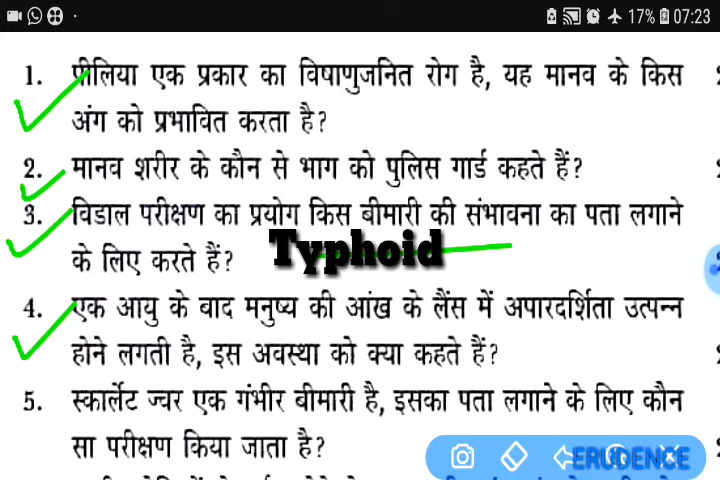 17% 07:23
1. पीलिया एक प्रकार का विषाणुजनित रोग है, यह मानव के किस
अंग को प्रभावित करता है?
2. मानव शरीर के कौन से भाग को पुलिस गार्ड कहते हैं?
3. विडाल परीक्षण का प्रयोग किस बीमारी की संभावना का पता लगाने
के लिए करते हैं? Typhoid
4. एक आयु के बाद मनुष्य की आंख के लैंस में अपारदर्शिता उत्पन्न
होने लगती है, इस अवस्था को क्या कहते हैं?
5. स्कार्लेट ज्वर एक गंभीर बीमारी है, इसका पता लगाने के लिए कौन
सा परीक्षण किया जाता है?
ERUDENCE